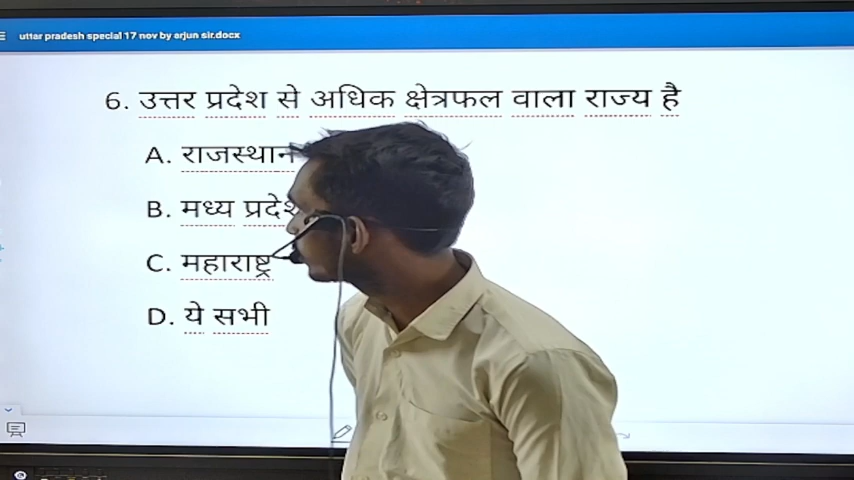 uttar pradesh special 17 nov by arjun sir.docx
6. उत्तर प्रदेश से अधिक क्षेत्रफल वाला राज्य है
A. राजस्थान
B. मध्य प्रदेश
C. महाराष्ट्र
D. ये सभी